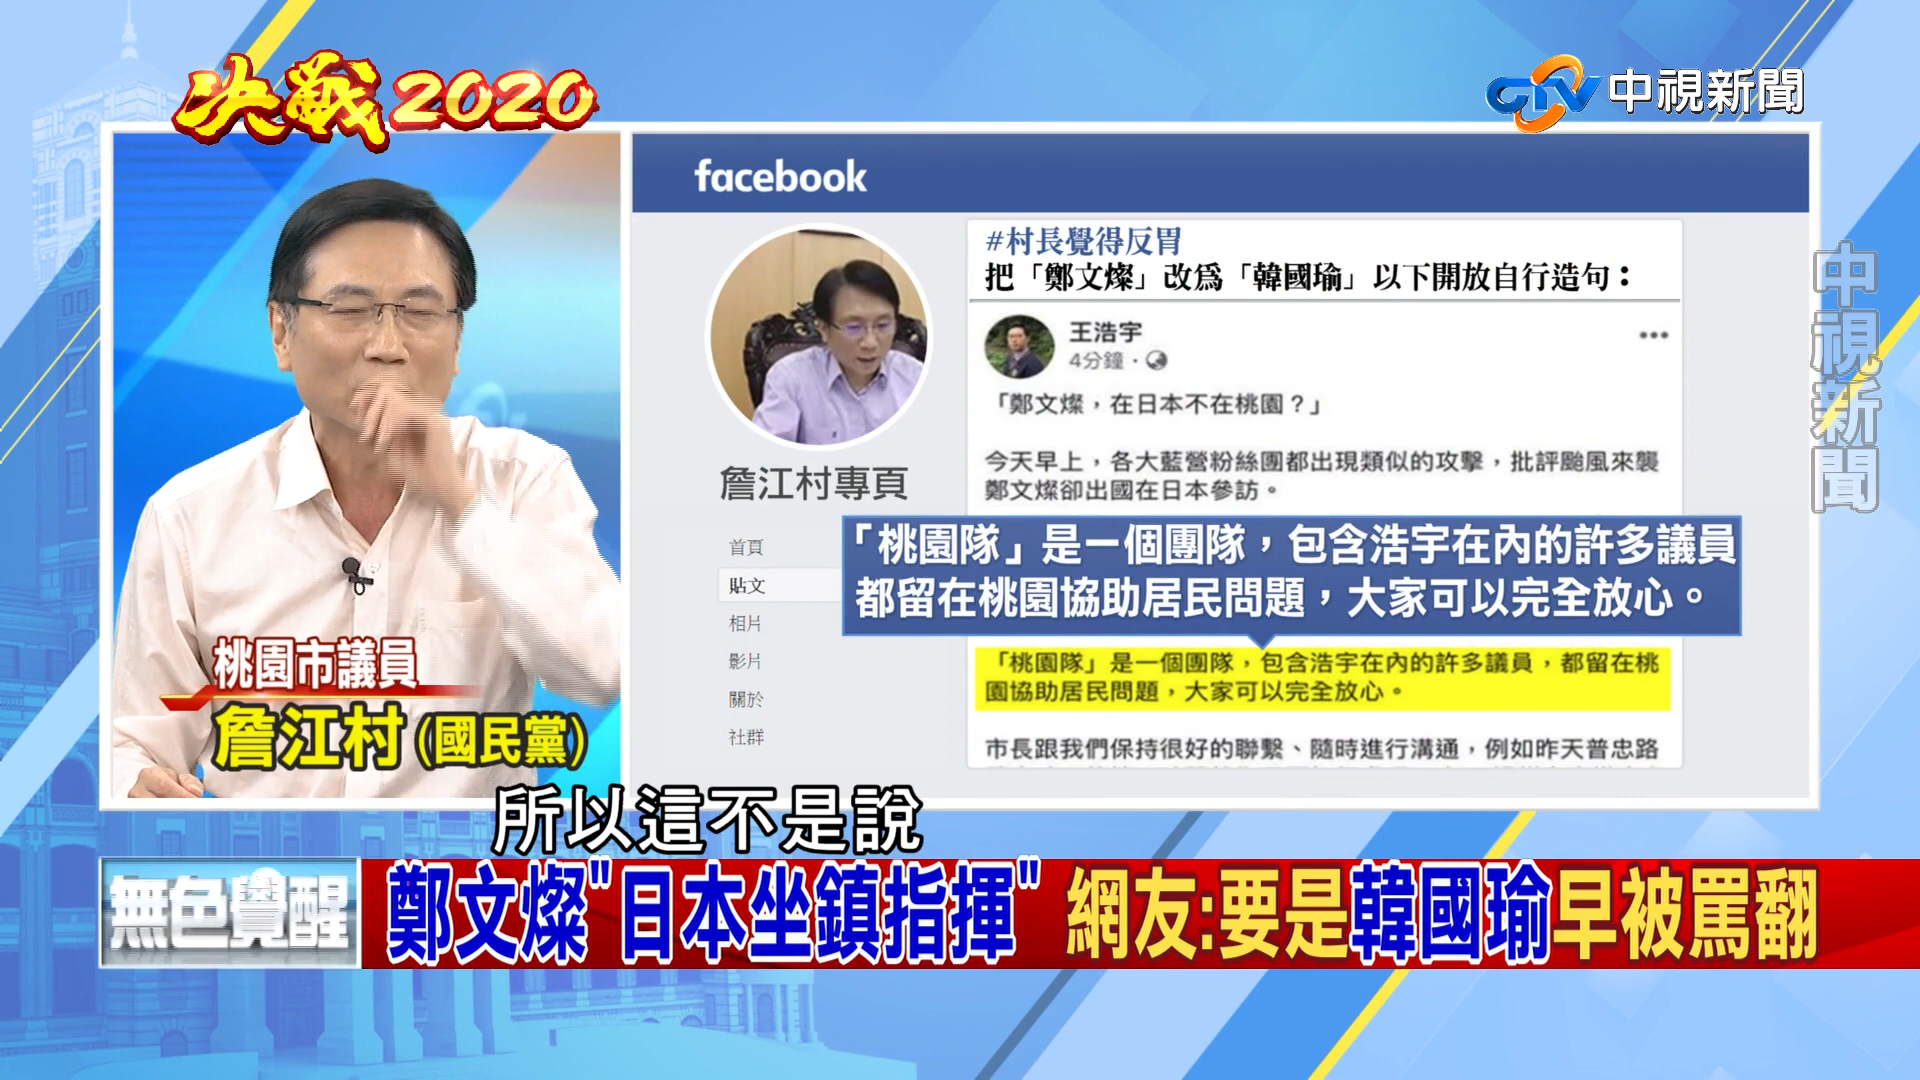 決戰2020
CTV 中視新聞
facebook
#村長覺得反胃
把「鄭文燦」改為「韓國瑜」以下開放自行造句：
王浩宇
4分鐘・
「鄭文燦，在日本不在桃園？」
今天早上，各大藍營粉絲團都出現類似的攻擊，批評颱風來襲
鄭文燦卻出國在日本參訪。
詹江村專頁
首頁
貼文
相片
影片
關於
社群
「桃園隊」是一個團隊，包含浩宇在內的許多議員
都留在桃園協助居民問題，大家可以完全放心。
「桃園隊」是一個團隊，包含浩宇在內的許多議員，都留在桃
園協助居民問題，大家可以完全放心。
市長跟我們保持很好的聯繫、隨時進行溝通，例如昨天普忠路
中視新聞
桃園市議員
詹江村(國民黨)
所以這不是說
無色覺醒
鄭文燦"日本坐鎮指揮" 網友:要是韓國瑜早被罵翻